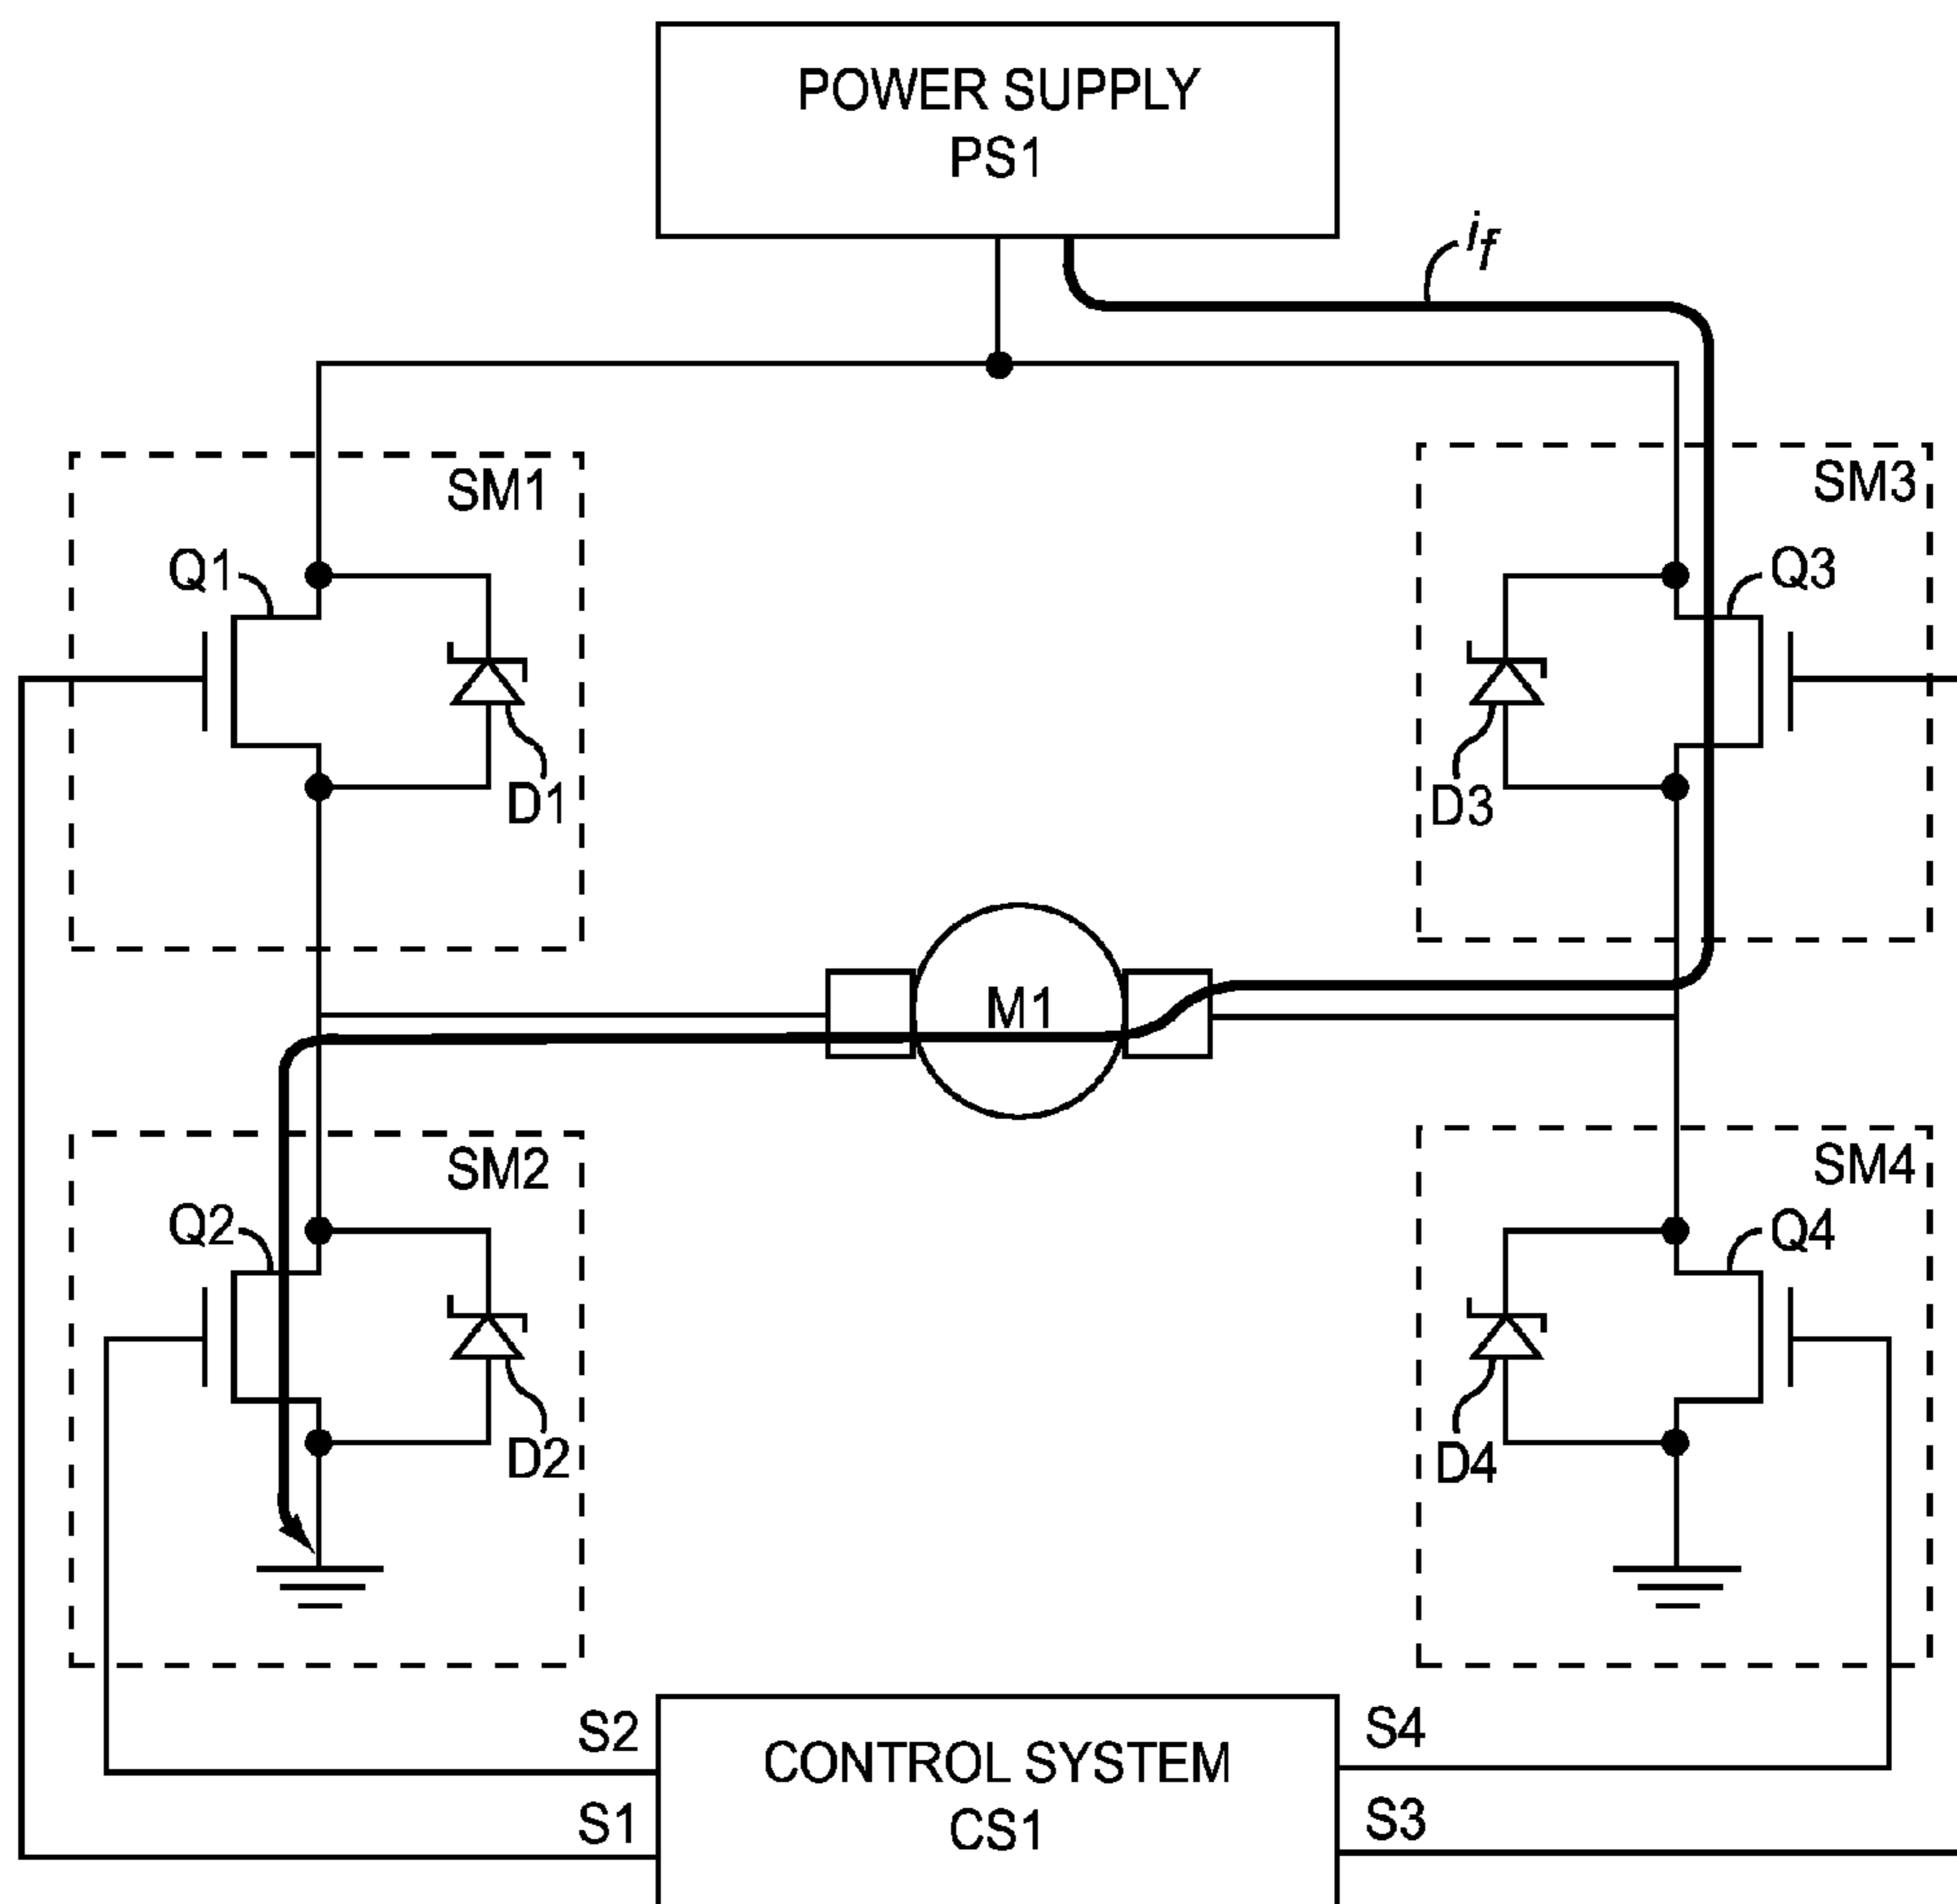 POWER SUPPLY
PS1
if
SM1
SM3
Q1
Q3
D1
D3
M1
SM2
SM4
Q2
Q4
D2
D4
S2
S4
CONTROL SYSTEM
CS1
S1
S3